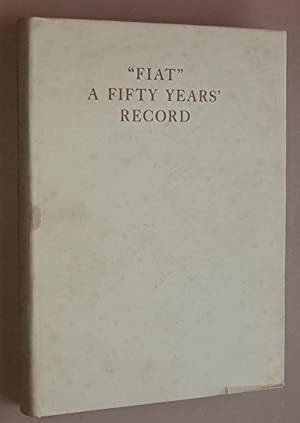 "FIAT"
A FIFTY YEARS'
RECORD